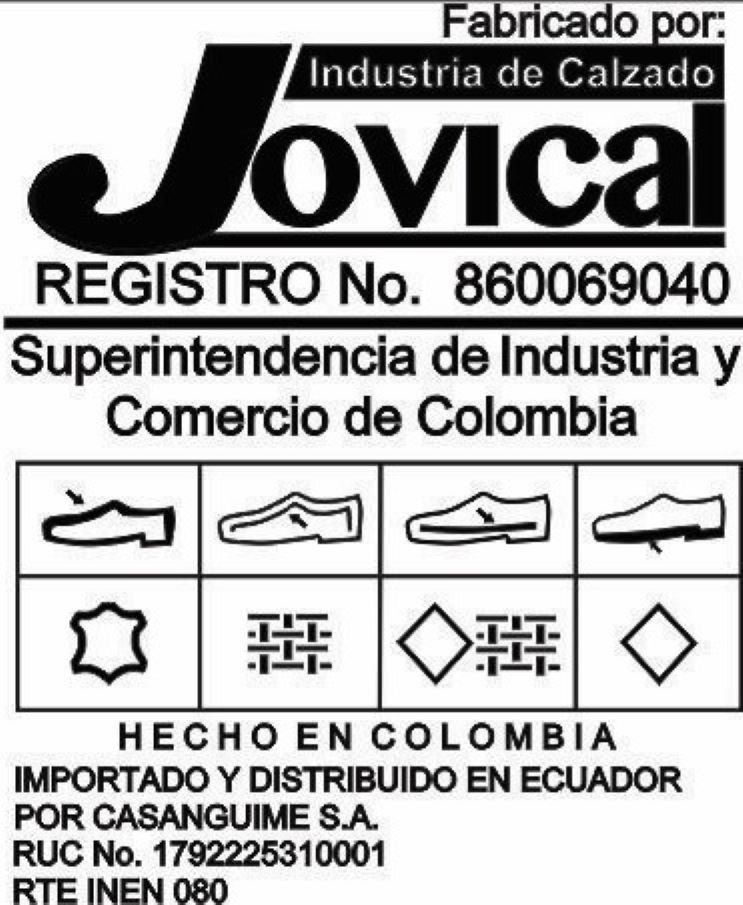 Fabricado por:
Industria de Calzado
Jovical
REGISTRO No. 860069040
Superintendencia de Industria y
Comercio de Colombia
HECHO EN COLOMBIA
IMPORTADO Y DISTRIBUIDO EN ECUADOR
POR CASANGUIME S.A.
RUC No. 1792225310001
RTE INEN 080